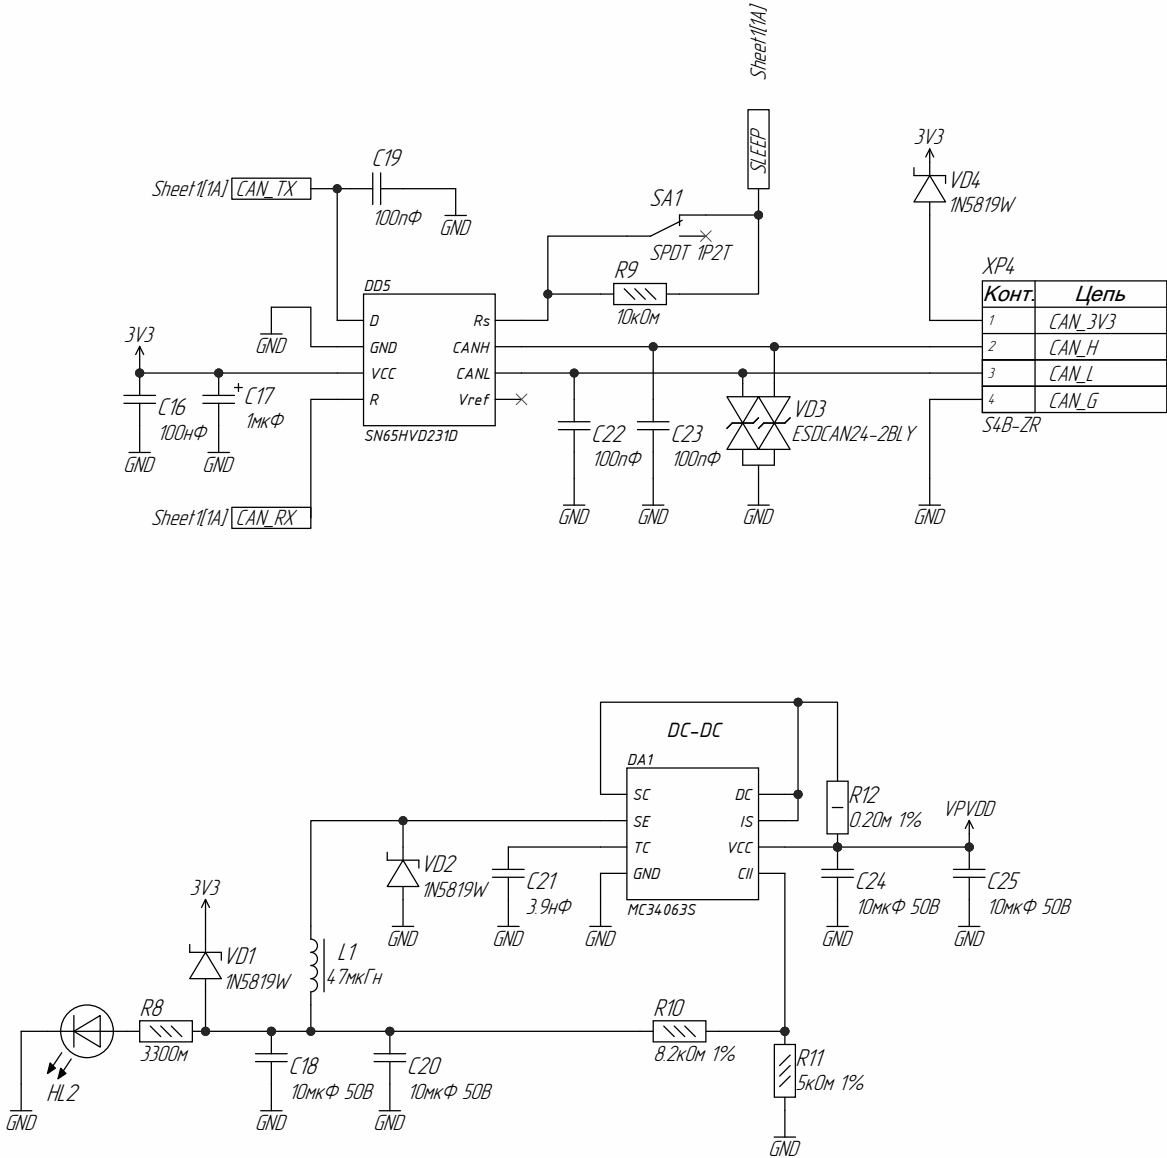 Sheet1[1A]
SLEEP
C19
3V3
Sheet1[1A] CAN_TX
VD4
SA1
1N5819W
100пФ
GND
SPDT 1P2T
R9
XP4
DD5
Конт. Цепь
10кОм
D Rs
1 CAN_3V3
3V3
GND
GND CANH
2 CAN_H
VCC CANL
3 CAN_L
+ C17
R Vref
4 CAN_G
C16
1мкФ
VD3
100нФ
SN65HVD231D
C22
C23
ESDCAN24-2BLY
S4B-ZR
GND
GND
100пФ
100пФ
Sheet1[1A] CAN_RX
GND
GND
GND
GND
DC-DC
DA1
SC DC
R12
VPVDD
SE IS
0.2Ом 1%
TC VCC
VD2
C21
GND CII
C24
C25
3V3
1N5819W
3.9нФ
MC34063S
10мкФ 50В
10мкФ 50В
GND
GND
GND
GND
GND
VD1
L1
1N5819W
47мкГн
R8
R10
330Ом
8.2кОм 1%
R11
C18
C20
5кОм 1%
HL2
10мкФ 50В
10мкФ 50В
GND
GND
GND
GND